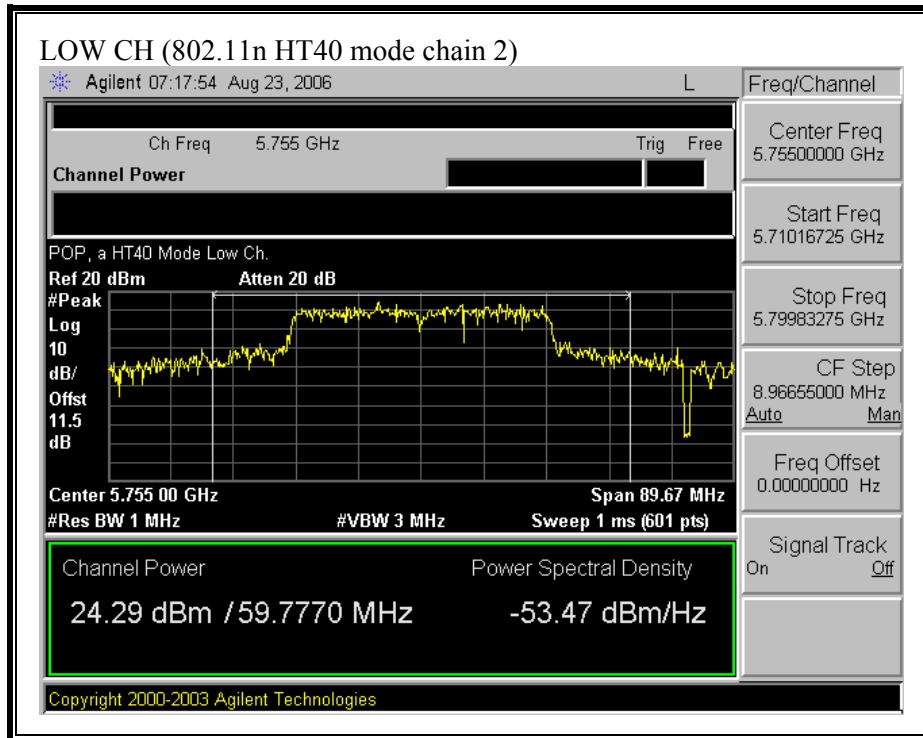 LOW CH (802.11n HT40 mode chain 2)
Agilent 07:17:54 Aug 23, 2006 L
Freq/Channel
Ch Freq 5.755 GHz Trig Free
Channel Power
Center Freq
5.75500000 GHz
Start Freq
5.71016725 GHz
POP, a HT40 Mode Low Ch.
Ref 20 dBm Atten 20 dB
#Peak
Log
10
dB/
Offst
11.5
dB
Stop Freq
5.79983275 GHz
CF Step
8.96655000 MHz
Auto Man
Freq Offset
0.00000000 Hz
Center 5.755 00 GHz Span 89.67 MHz
#Res BW 1 MHz #VBW 3 MHz Sweep 1 ms (601 pts)
Signal Track
On Off
Channel Power Power Spectral Density
24.29 dBm / 59.7770 MHz -53.47 dBm/Hz
Copyright 2000-2003 Agilent Technologies